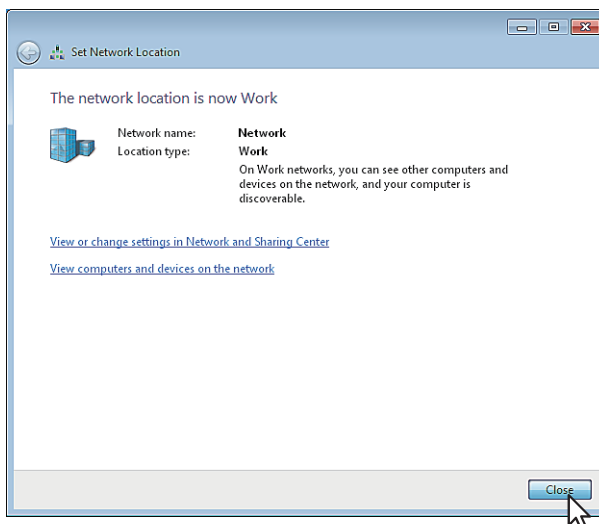 Set Network Location
The network location is now Work
Network name: Network
Location type: Work
On Work networks, you can see other computers and
devices on the network, and your computer is
discoverable.
View or change settings in Network and Sharing Center
View computers and devices on the network
Close